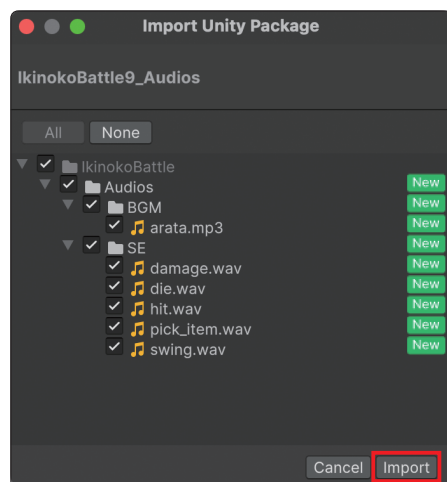 Import Unity Package
IkinokoBattle9_Audios
All None
IkinokoBattle
Audios New
BGM New
arata.mp3 New
SE New
damage.wav New
die.wav New
hit.wav New
pick_item.wav New
swing.wav New
Cancel Import